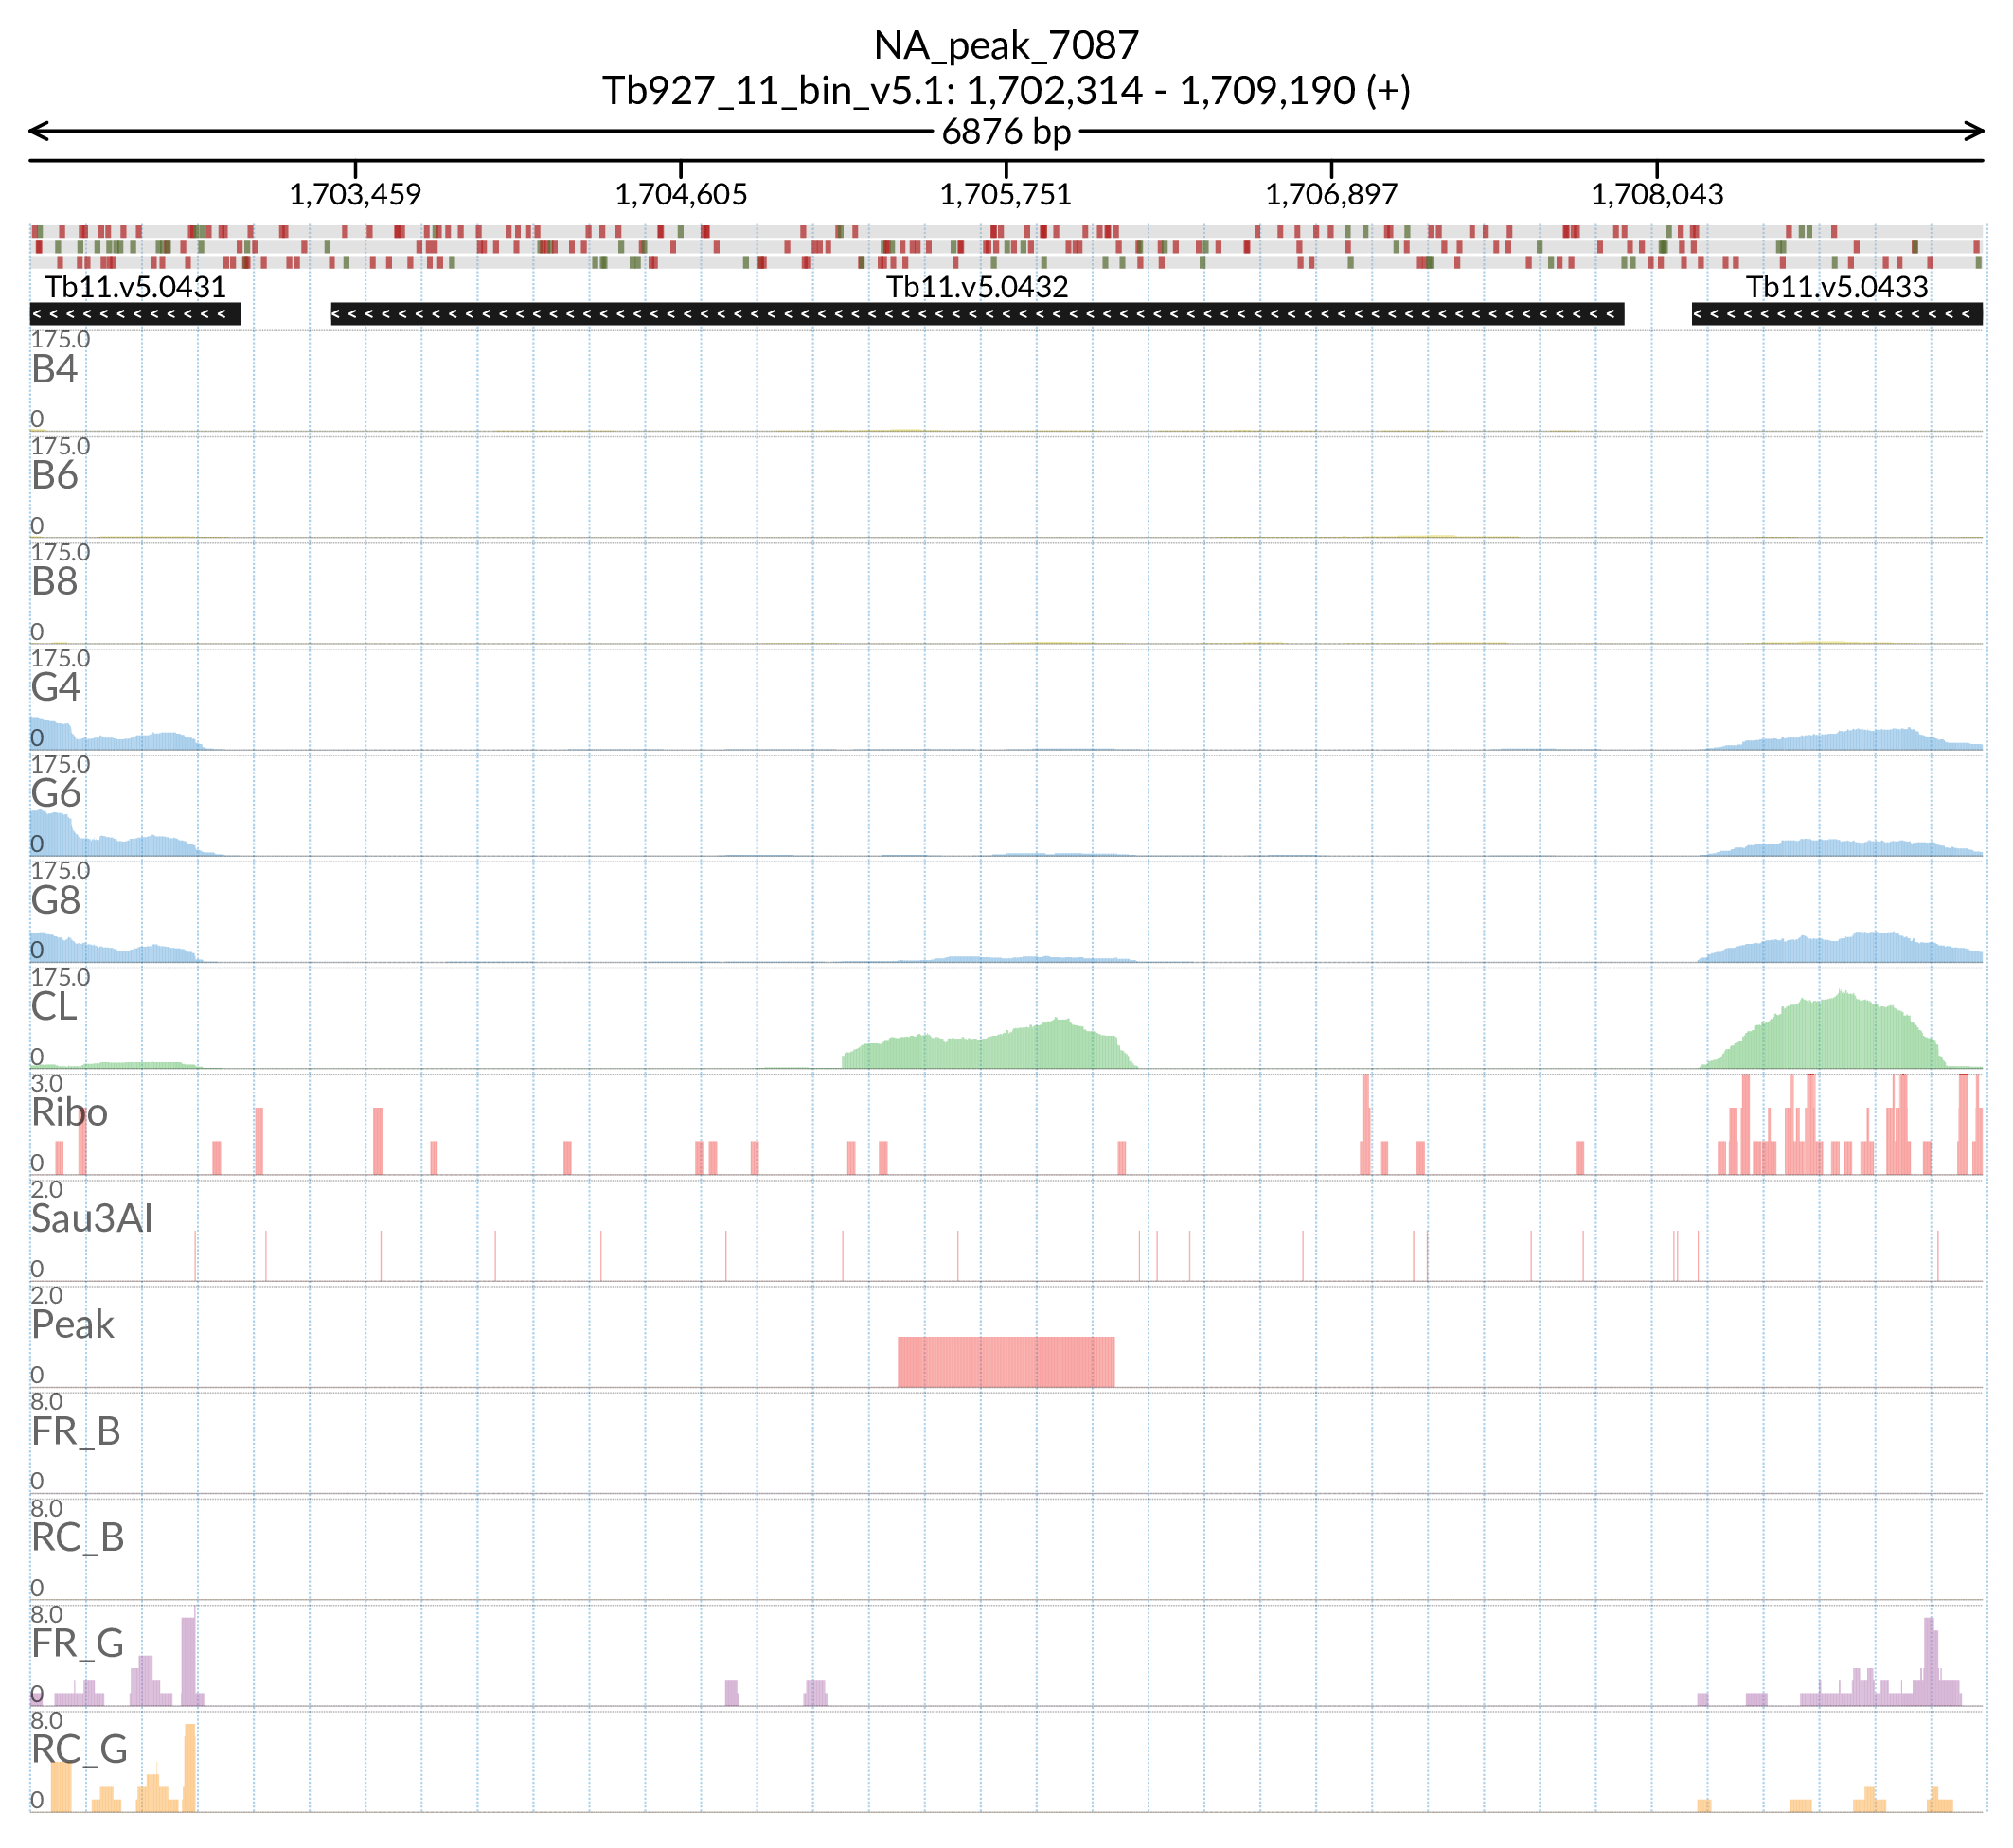 NA_peak_7087
Tb927_11_bin_v5.1: 1,702,314 - 1,709,190 (+)
6876 bp
1,703,459 1,704,605 1,705,751 1,706,897 1,708,043
Tb11.v5.0431 Tb11.v5.0432 Tb11.v5.0433
175.0
B4
0
175.0
B6
0
175.0
B8
0
175.0
G4
0
175.0
G6
0
175.0
G8
0
175.0
CL
0
3.0
Ribo
0
2.0
Sau3AI
0
2.0
Peak
0
8.0
FR_B
0
8.0
RC_B
0
8.0
FR_G
0
8.0
RC_G
0